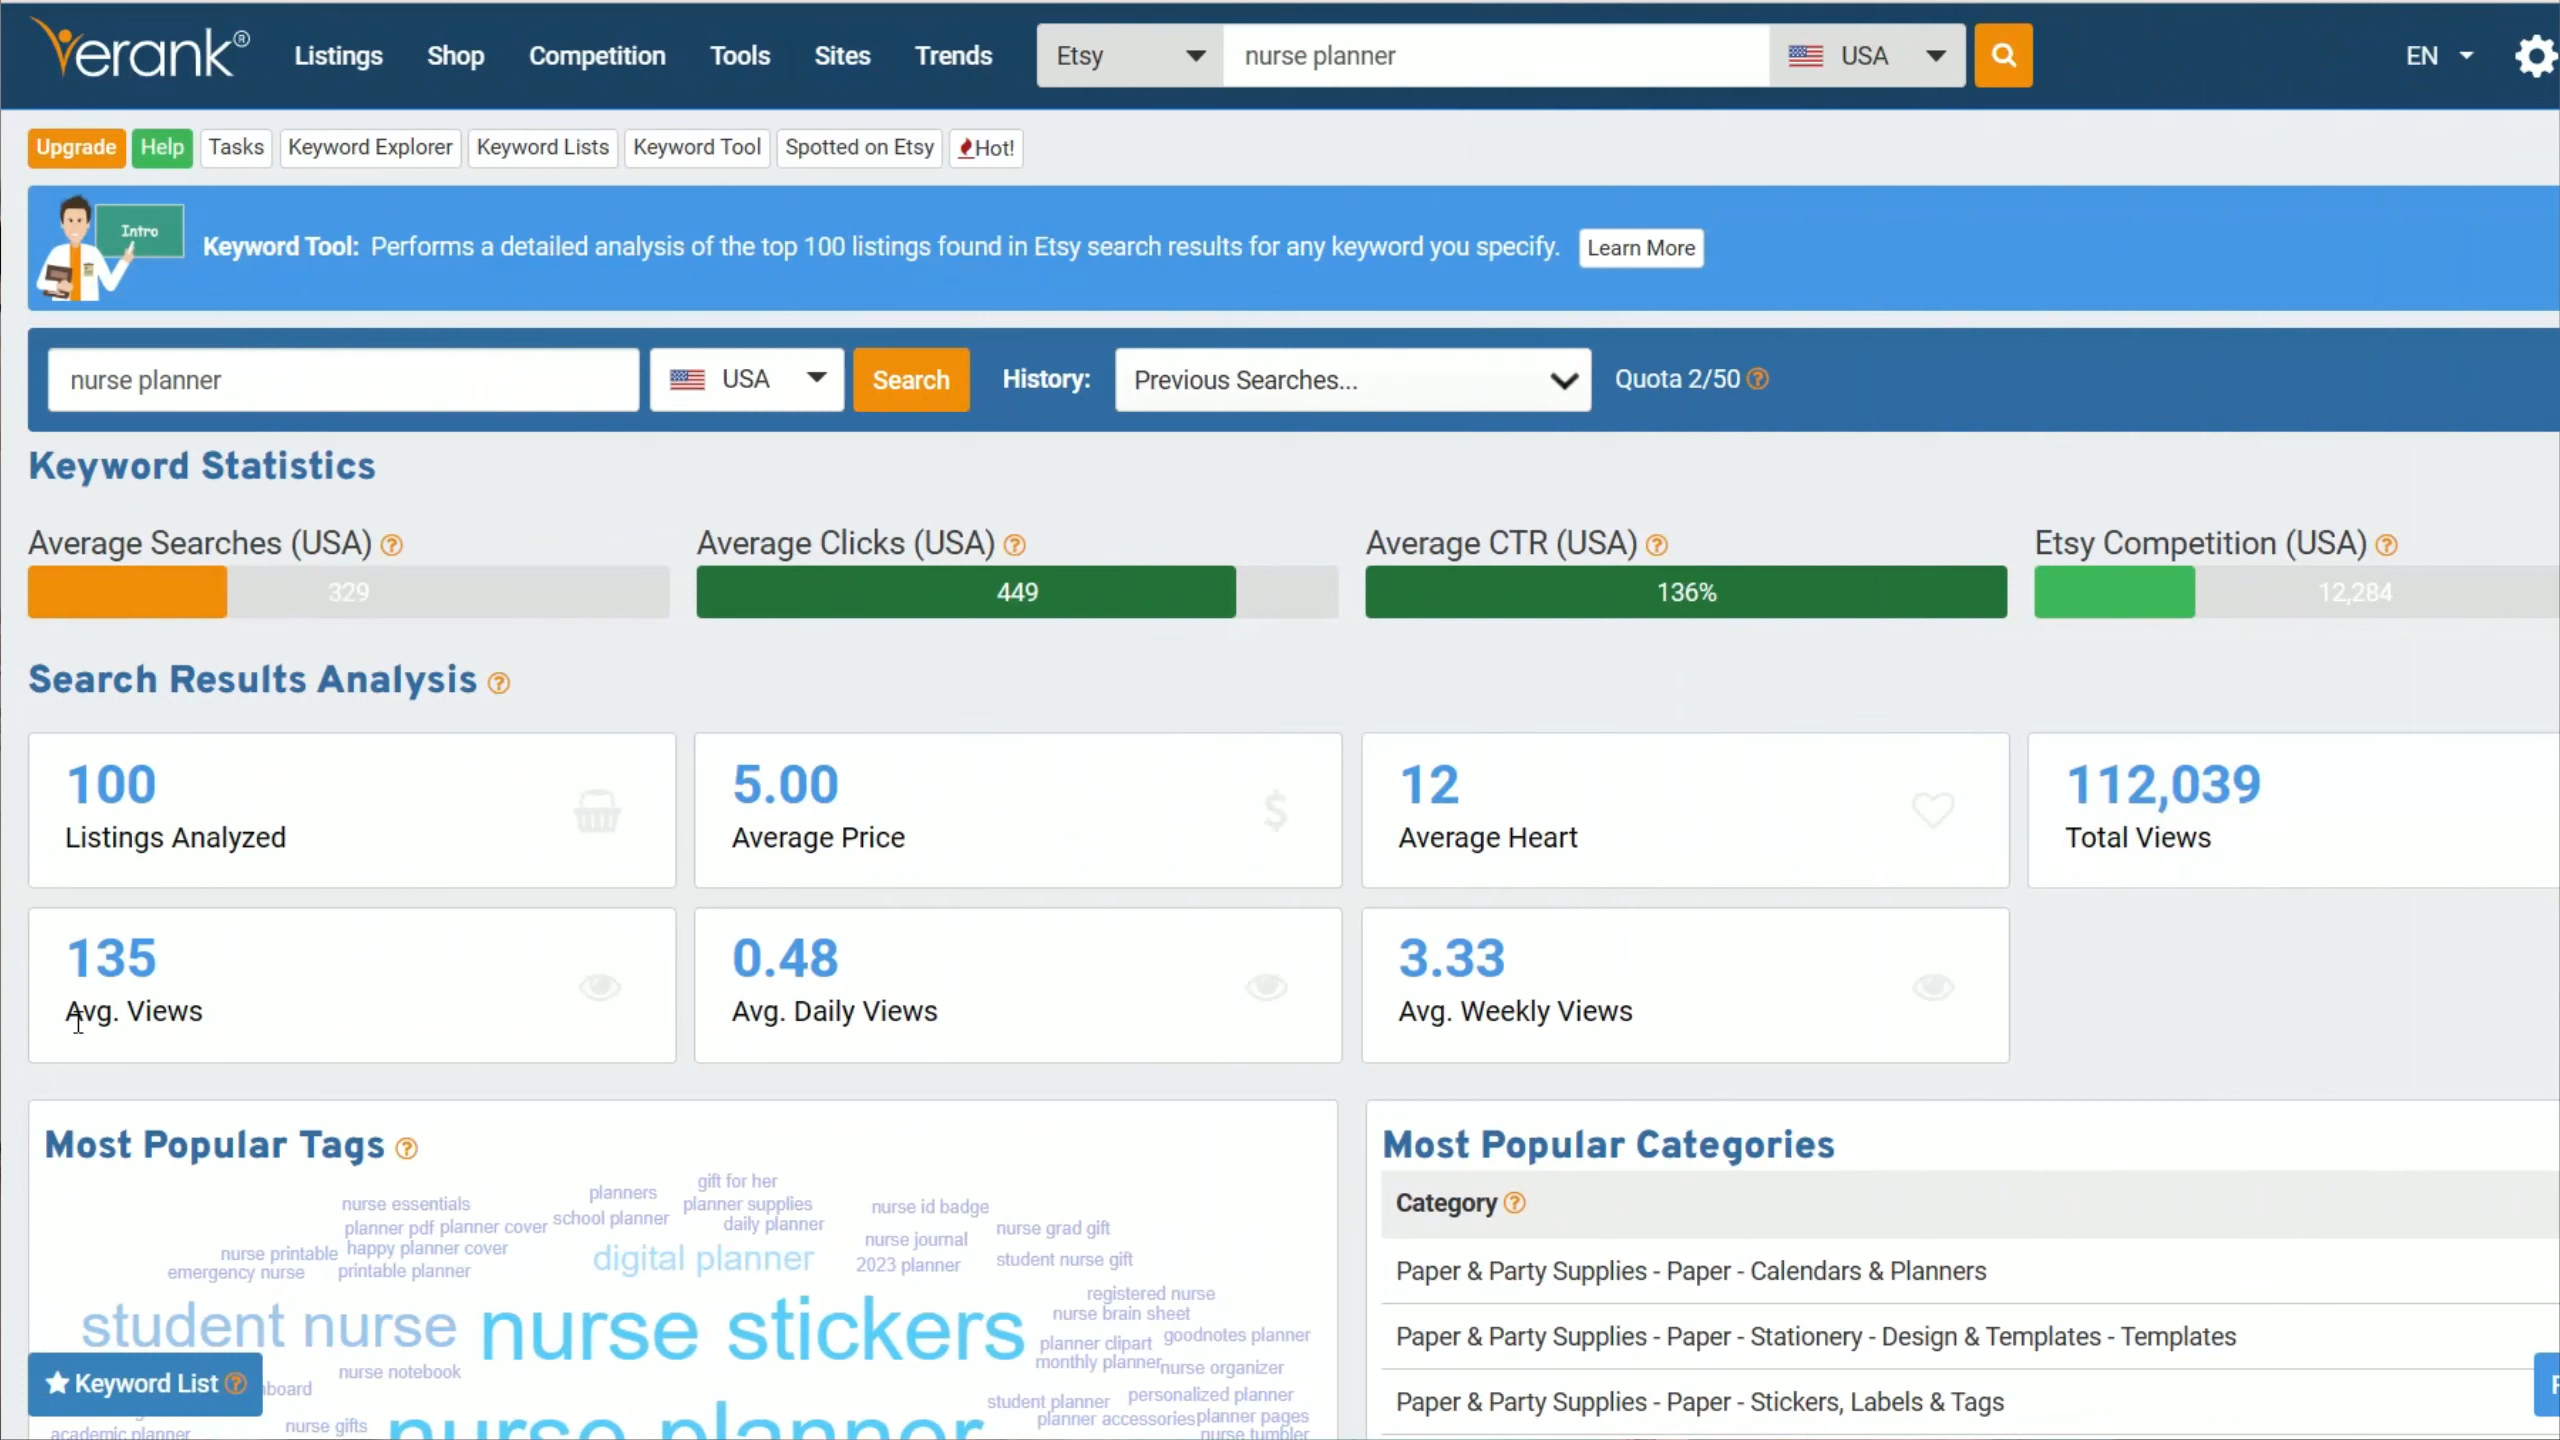 erank®
Listings Shop Competition Tools Sites Trends Etsy nurse planner USA EN
Upgrade Help Tasks Keyword Explorer Keyword Lists Keyword Tool Spotted on Etsy Hot!
Intro
Keyword Tool: Performs a detailed analysis of the top 100 listings found in Etsy search results for any keyword you specify. Learn More
nurse planner USA Search History: Previous Searches... Quota 2/50
Keyword Statistics
Average Searches (USA) Average Clicks (USA) Average CTR (USA) Etsy Competition (USA)
329 449 136% 12,284
Search Results Analysis
100 5.00 12 112,039
Listings Analyzed Average Price Average Heart Total Views
135 0.48 3.33
Avg. Views Avg. Daily Views Avg. Weekly Views
Most Popular Tags
gift for her
planners
nurse essentials
planner supplies
nurse id badge
school planner
daily planner
planner pdf
planner cover
nurse grad gift
nurse journal
nurse printable
happy planner cover
digital planner
2023 planner
student nurse gift
emergency nurse
printable planner
registered nurse
nurse brain sheet
student nurse
nurse stickers
planner clipart
goodnotes planner
monthly planner
nurse organizer
nurse notebook
Keyword List
student planner
personalized planner
planner accessories
planner pages
nurse gifts
nurse planner
academic planner
nurse tumbler
Most Popular Categories
Category
Paper & Party Supplies - Paper - Calendars & Planners
Paper & Party Supplies - Paper - Stationery - Design & Templates - Templates
Paper & Party Supplies - Paper - Stickers, Labels & Tags